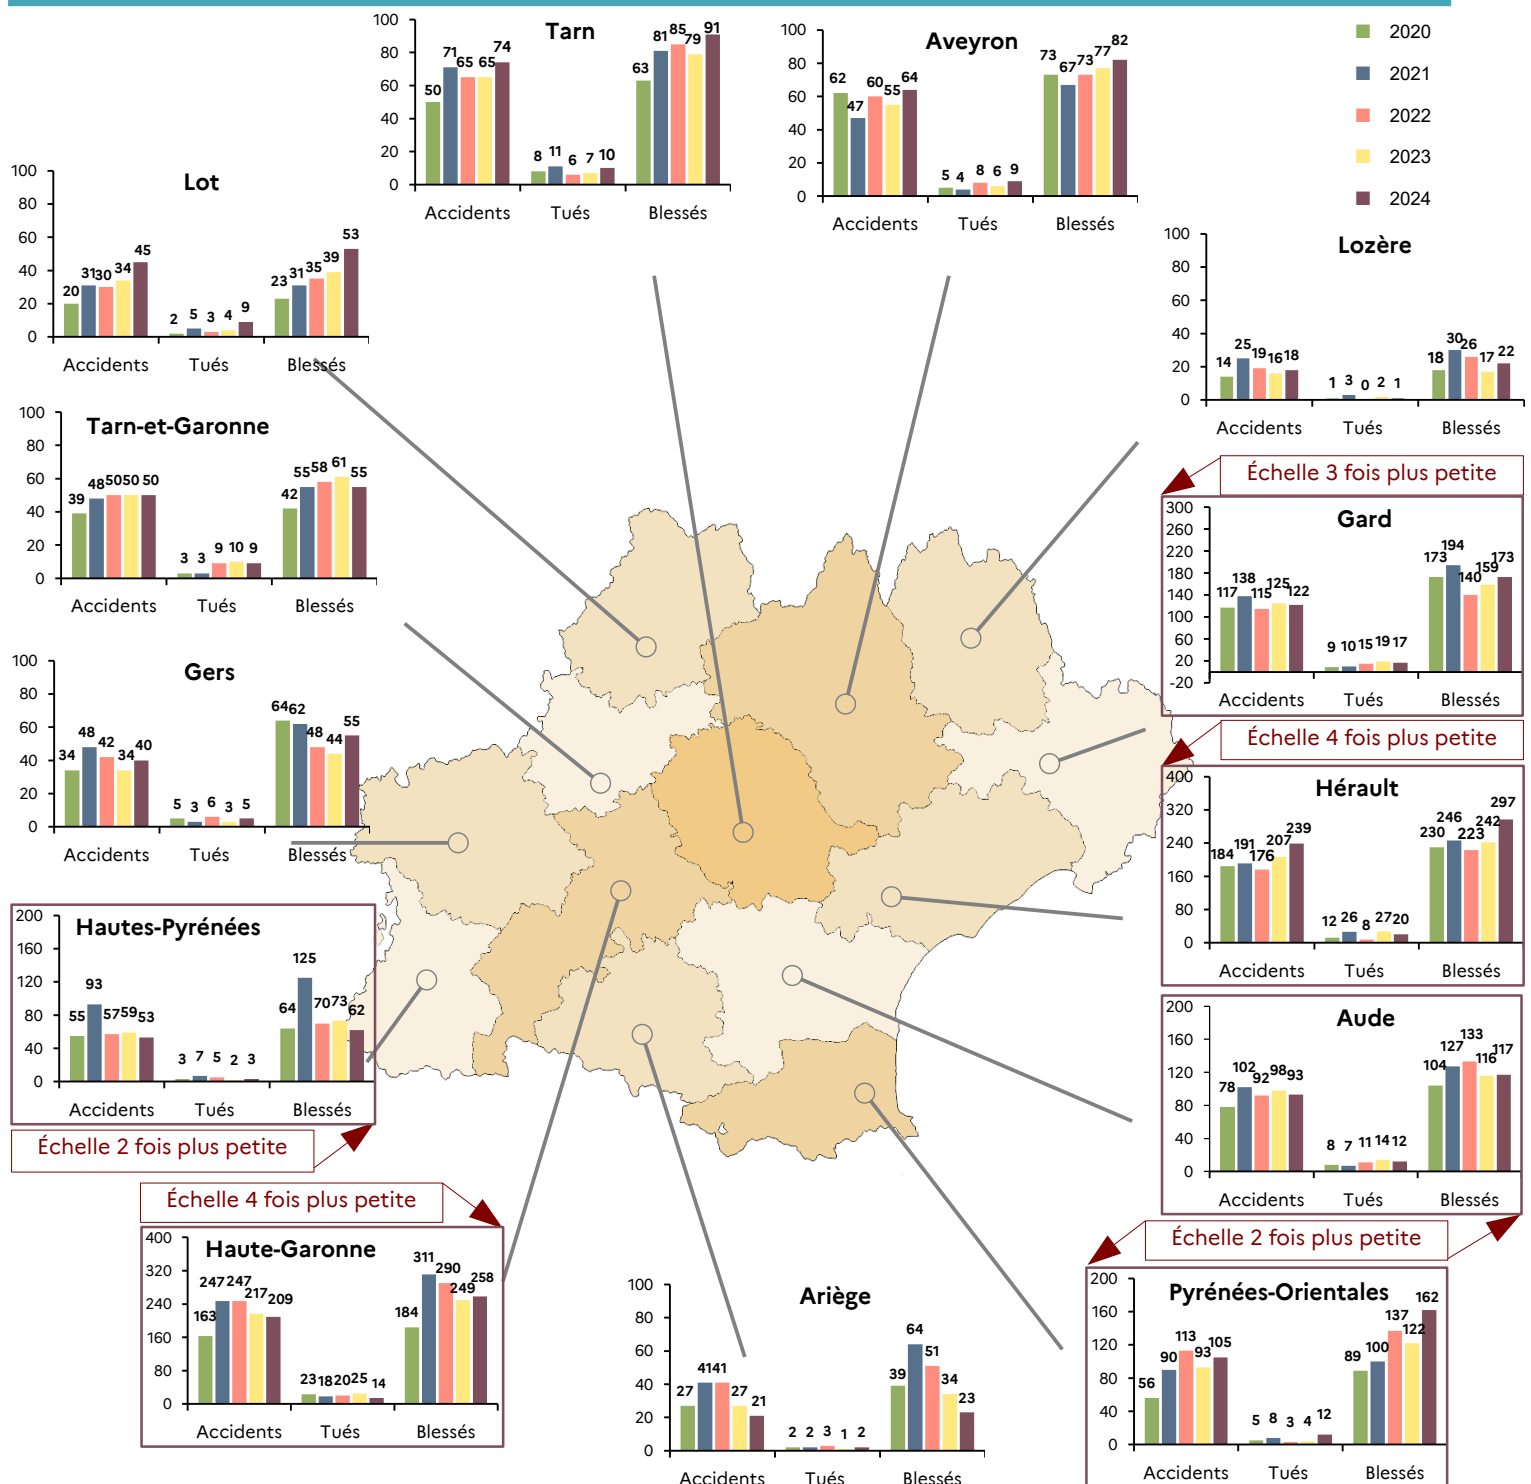 2020
2021
2022
2023
2024
Tarn
100
80
60
40
20
0
50 71 65 65 74
8 11 6 7 10
63 81 85 79 91
Accidents Tués Blessés
Aveyron
100
80
60
40
20
0
62 47 60 55 64
5 4 8 6 9
73 67 73 77 82
Accidents Tués Blessés
Lot
100
80
60
40
20
0
20 31 30 34 45
2 5 3 4 9
23 31 35 39 53
Accidents Tués Blessés
Lozère
100
80
60
40
20
0
14 25 19 16 18
1 3 0 2 1
18 30 26 17 22
Accidents Tués Blessés
Tarn-et-Garonne
100
80
60
40
20
0
39 48 50 50 50
3 3 9 10 9
42 55 58 61 55
Accidents Tués Blessés
Échelle 3 fois plus petite
Gard
300
260
220
180
140
100
60
20
-20
117 138 115 125 122
9 10 15 19 17
173 194 140 159 173
Accidents Tués Blessés
Gers
100
80
60
40
20
0
34 48 42 34 40
5 3 6 3 5
64 62 48 44 55
Accidents Tués Blessés
Échelle 4 fois plus petite
Hérault
400
320
240
160
80
0
184 191 176 207 239
12 26 8 27 20
230 246 223 242 297
Accidents Tués Blessés
Hautes-Pyrénées
200
160
120
80
40
0
55 93 57 59 53
3 7 5 2 3
64 125 70 73 62
Accidents Tués Blessés
Échelle 2 fois plus petite
Aude
200
160
120
80
40
0
78 102 92 98 93
8 7 11 14 12
104 127 133 116 117
Accidents Tués Blessés
Échelle 2 fois plus petite
Échelle 4 fois plus petite
Haute-Garonne
400
320
240
160
80
0
163 247 247 217 209
23 18 20 25 14
184 311 290 249 258
Accidents Tués Blessés
Ariège
100
80
60
40
20
0
27 41 41 27 21
2 2 3 1 2
39 64 51 34 23
Accidents Tués Blessés
Pyrénées-Orientales
200
160
120
80
40
0
56 90 113 93 105
5 8 3 4 12
89 100 137 122 162
Accidents Tués Blessés